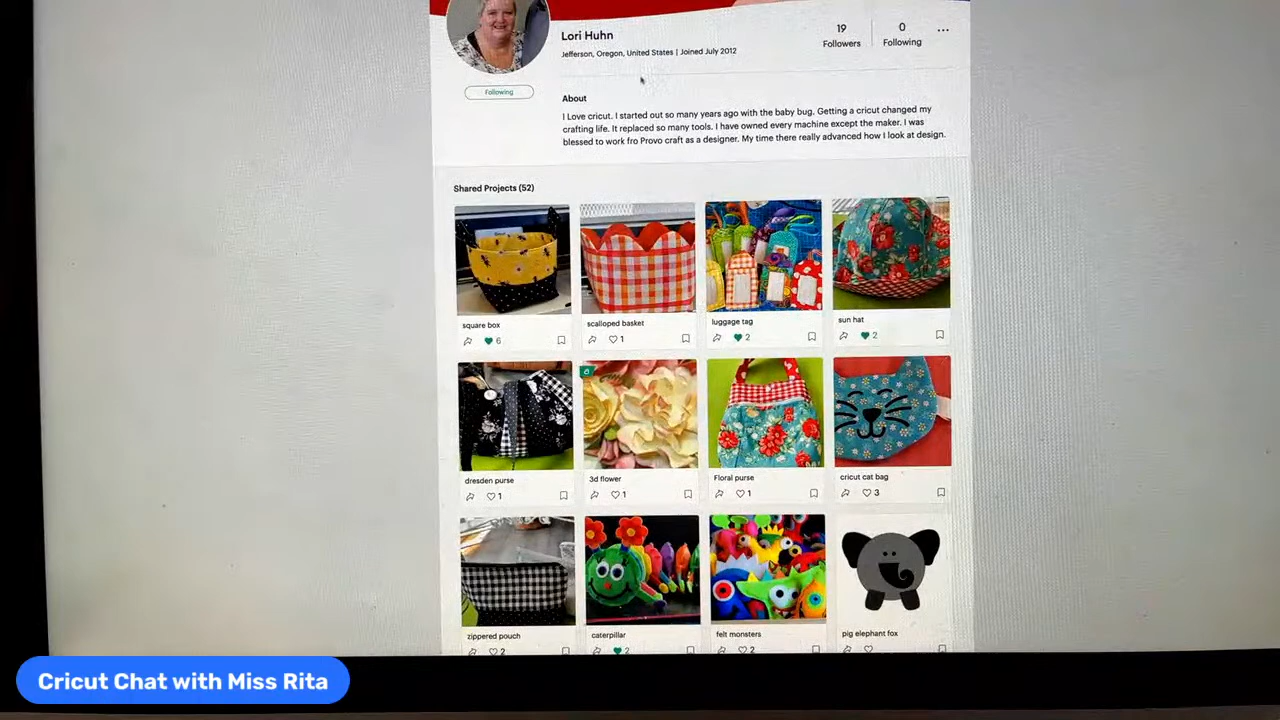 Lori Huhn
19
0
Followers
Following
Jefferson, Oregon, United States | Joined July 2012
Following
About
I Love cricut. I started out so many years ago with the baby bug, Getting a cricut changed my
crafting life. It replaced so many tools. I have owned every machine except the maker. I was
blessed to work fro Provo craft as a designer. My time there really advanced how I look at design.
Shared Projects (52)
square box
scalloped basket
luggage tag
sun hat
6
1
2
2
dresden purse
3d flower
Floral purse
cricut cat bag
1
1
1
3
zippered pouch
caterpillar
felt monsters
pig elephant fox
2
2
2
Cricut Chat with Miss Rita